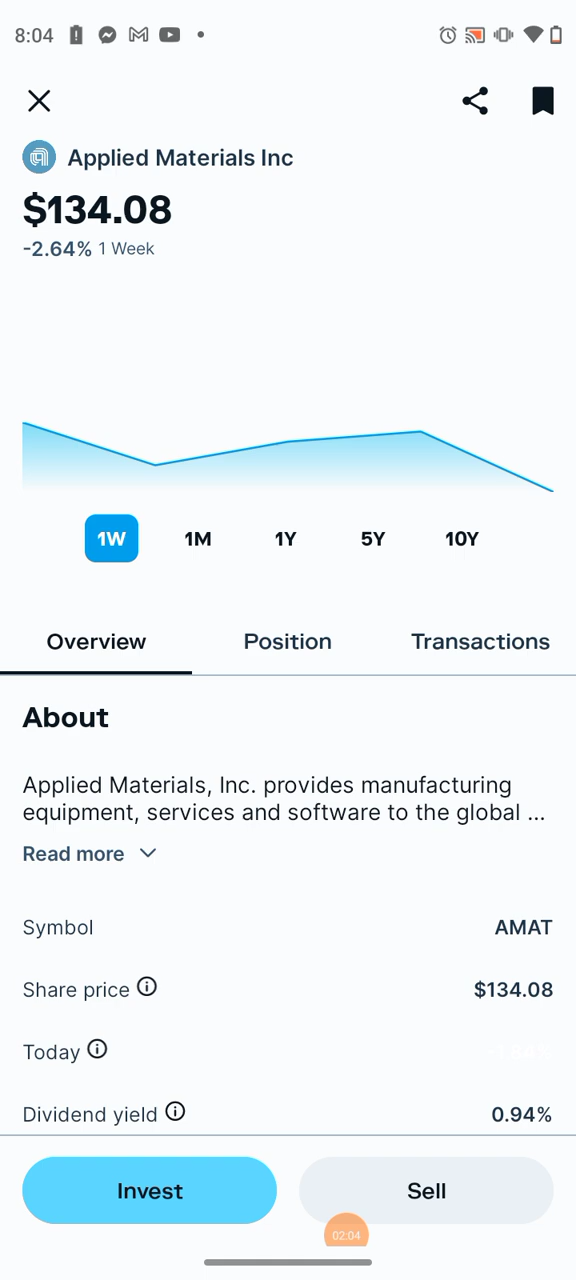 8:04
Applied Materials Inc
$134.08
-2.64% 1 Week
1W 1M 1Y 5Y 10Y
Overview Position Transactions
About
Applied Materials, Inc. provides manufacturing
equipment, services and software to the global ...
Read more
Symbol AMAT
Share price $134.08
Today
Dividend yield 0.94%
Invest Sell
02:04